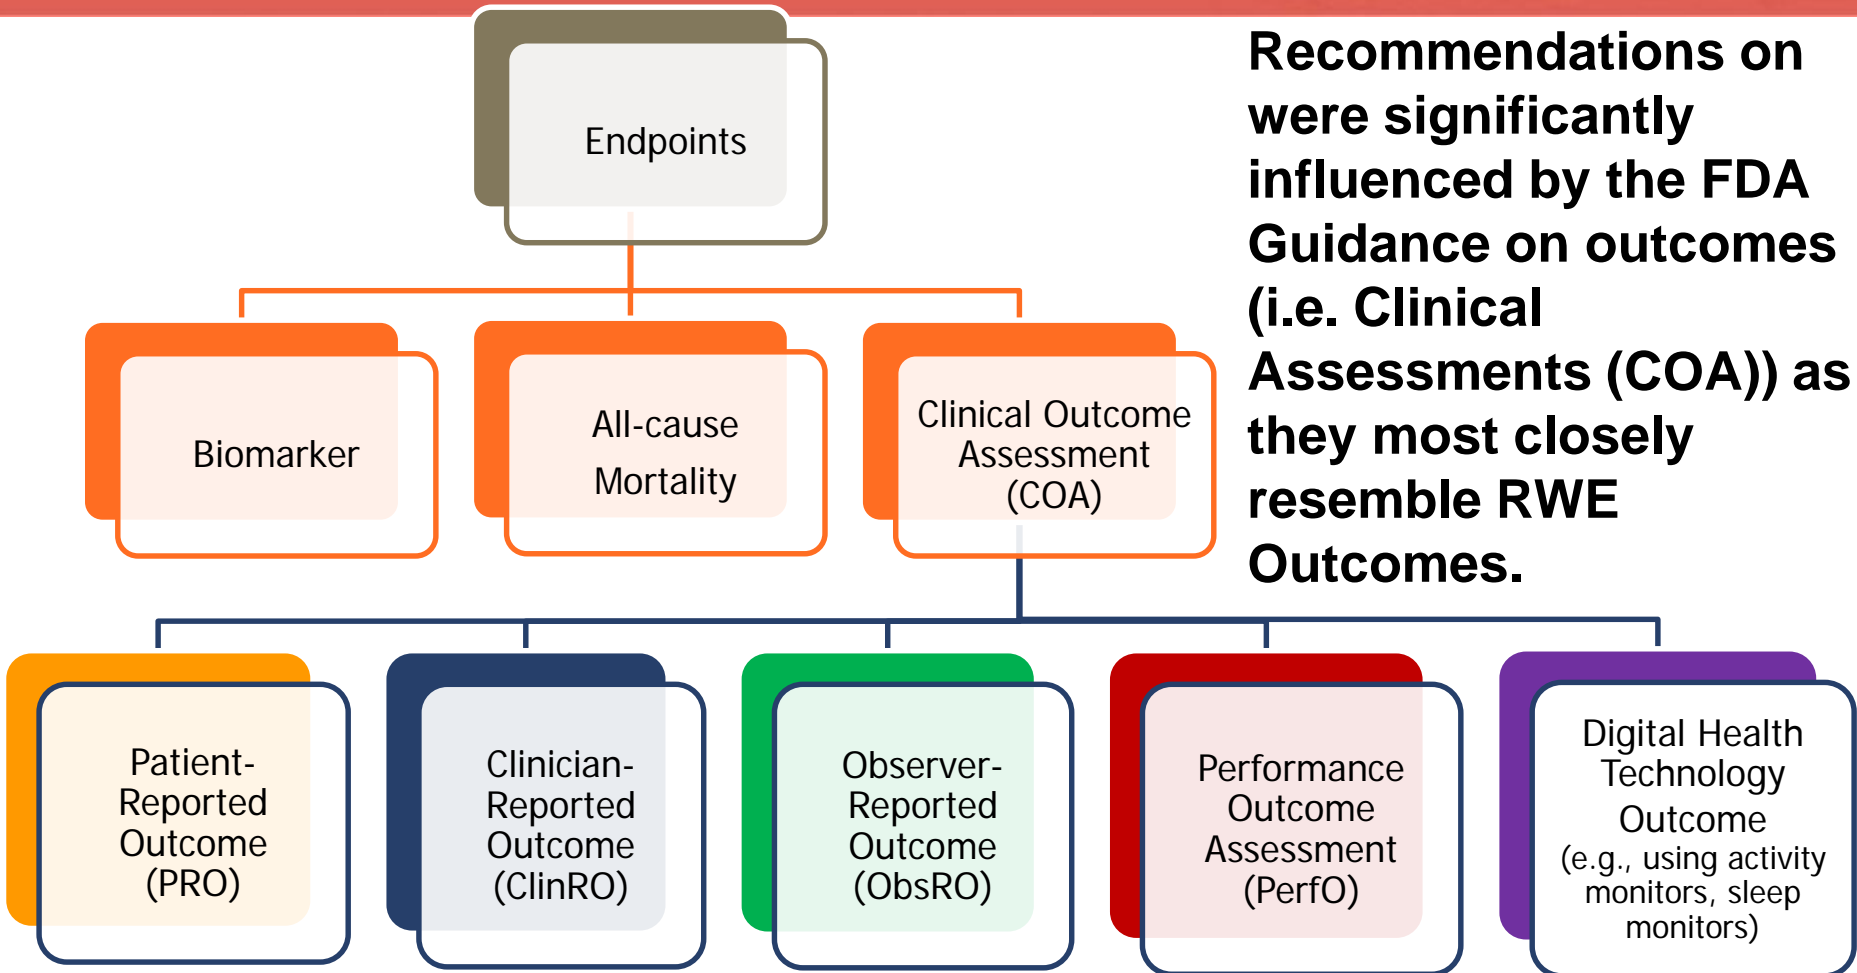 Endpoints
Recommendations on
were significantly
influenced by the FDA
Guidance on outcomes
(i.e. Clinical
Assessments (COA)) as
they most closely
resemble RWE
Outcomes.
Biomarker
All-cause
Mortality
Clinical Outcome
Assessment
(COA)
Patient-
Reported
Outcome
(PRO)
Clinician-
Reported
Outcome
(ClinRO)
Observer-
Reported
Outcome
(ObsRO)
Performance
Outcome
Assessment
(PerfO)
Digital Health
Technology
Outcome
(e.g., using activity
monitors, sleep
monitors)